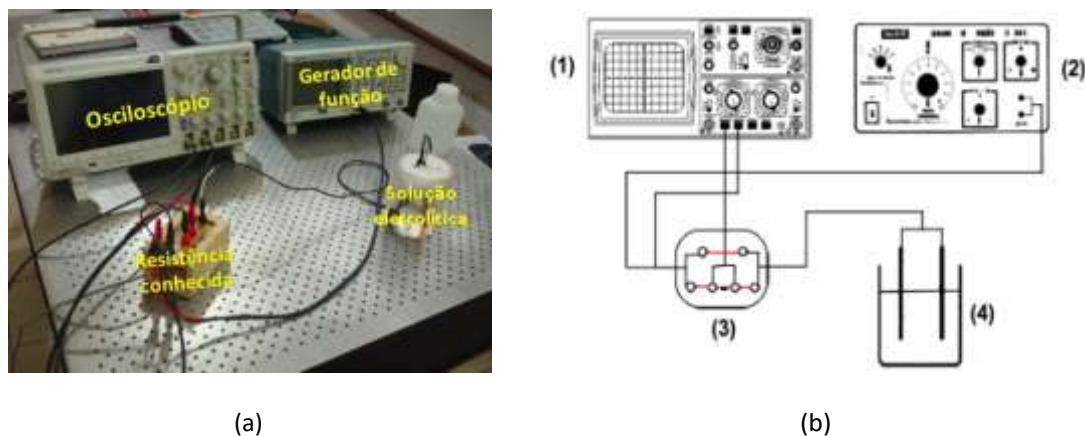 Osciloscópio
Gerador de
função
Solução
eletrolítica
Resistência
conhecida
(1)
(2)
(3)
(4)
(a)
(b)